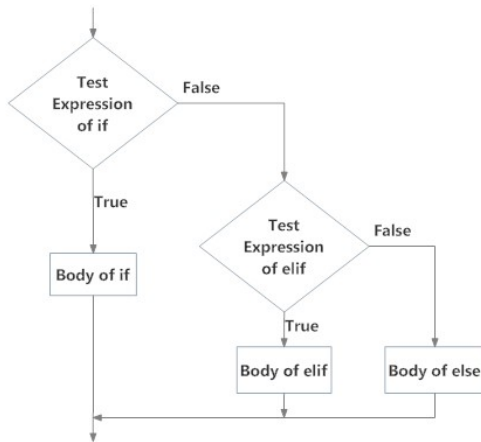 Test
Expression
of if
False
True
Body of if
Test
Expression
of elif
False
True
Body of elif
Body of else